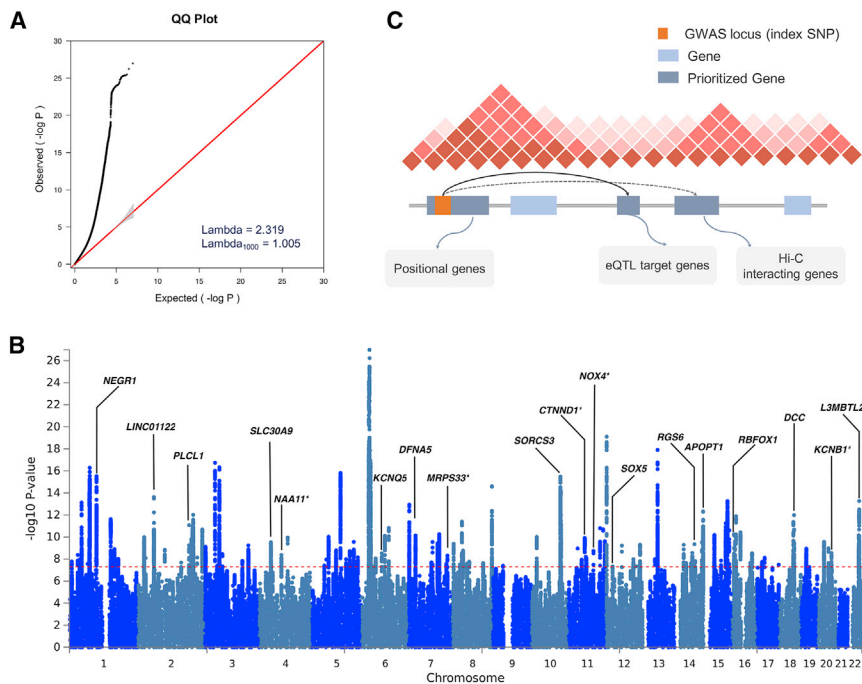 A
QQ Plot
30
25
20
15
10
5
0
Observed ( -log P )
0 5 10 15 20 25 30
Expected ( -log P )
Lambda = 2.319
Lambda1000 = 1.005
C
GWAS locus (index SNP)
Gene
Prioritized Gene
Positional genes
eQTL target genes
Hi-C
interacting genes
B
26
24
22
20
18
16
14
12
10
8
6
4
2
0
-log10 P-value
NEGR1
LINC01122
PLCL1
SLC30A9
NAA11*
KCNQ5
DFNA5
MRPS33*
SORCS3
CTNND1*
NOX4*
SOX5
RGS6
APOPT1
RBFOX1
DCC
L3MBTL2
KCNB1*
1 2 3 4 5 6 7 8 9 10 11 12 13 14 15 16 17 18 19 20 21 22
Chromosome